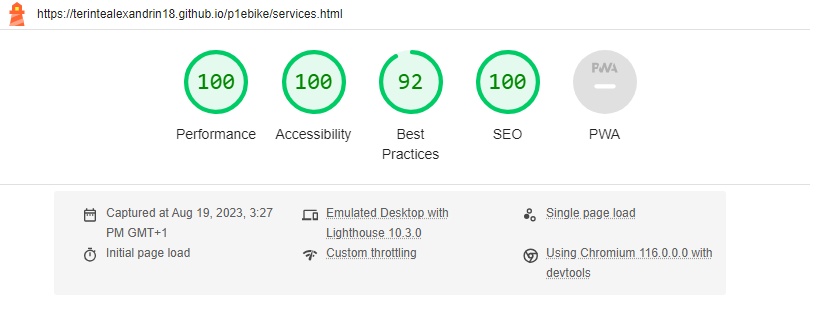 https://terintealexandrin18.github.io/p1ebike/services.html
100
100
92
100
PWA
Performance
Accessibility
Best
Practices
SEO
PWA
Captured at Aug 19, 2023, 3:27
PM GMT+1
Emulated Desktop with
Lighthouse 10.3.0
Single page load
Initial page load
Custom throttling
Using Chromium 116.0.0.0 with
devtools